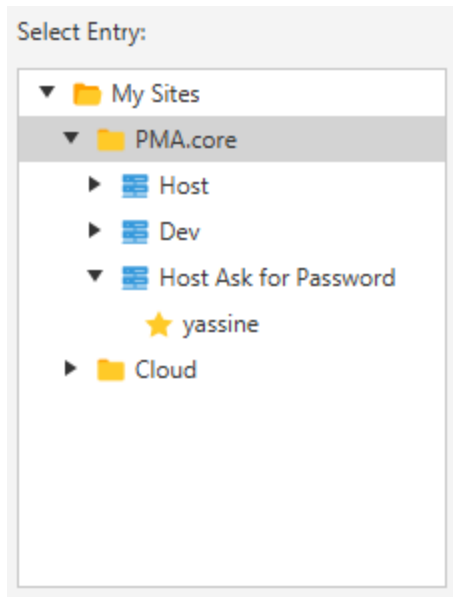 Select Entry:
My Sites
PMA.core
Host
Dev
Host Ask for Password
yassine
Cloud